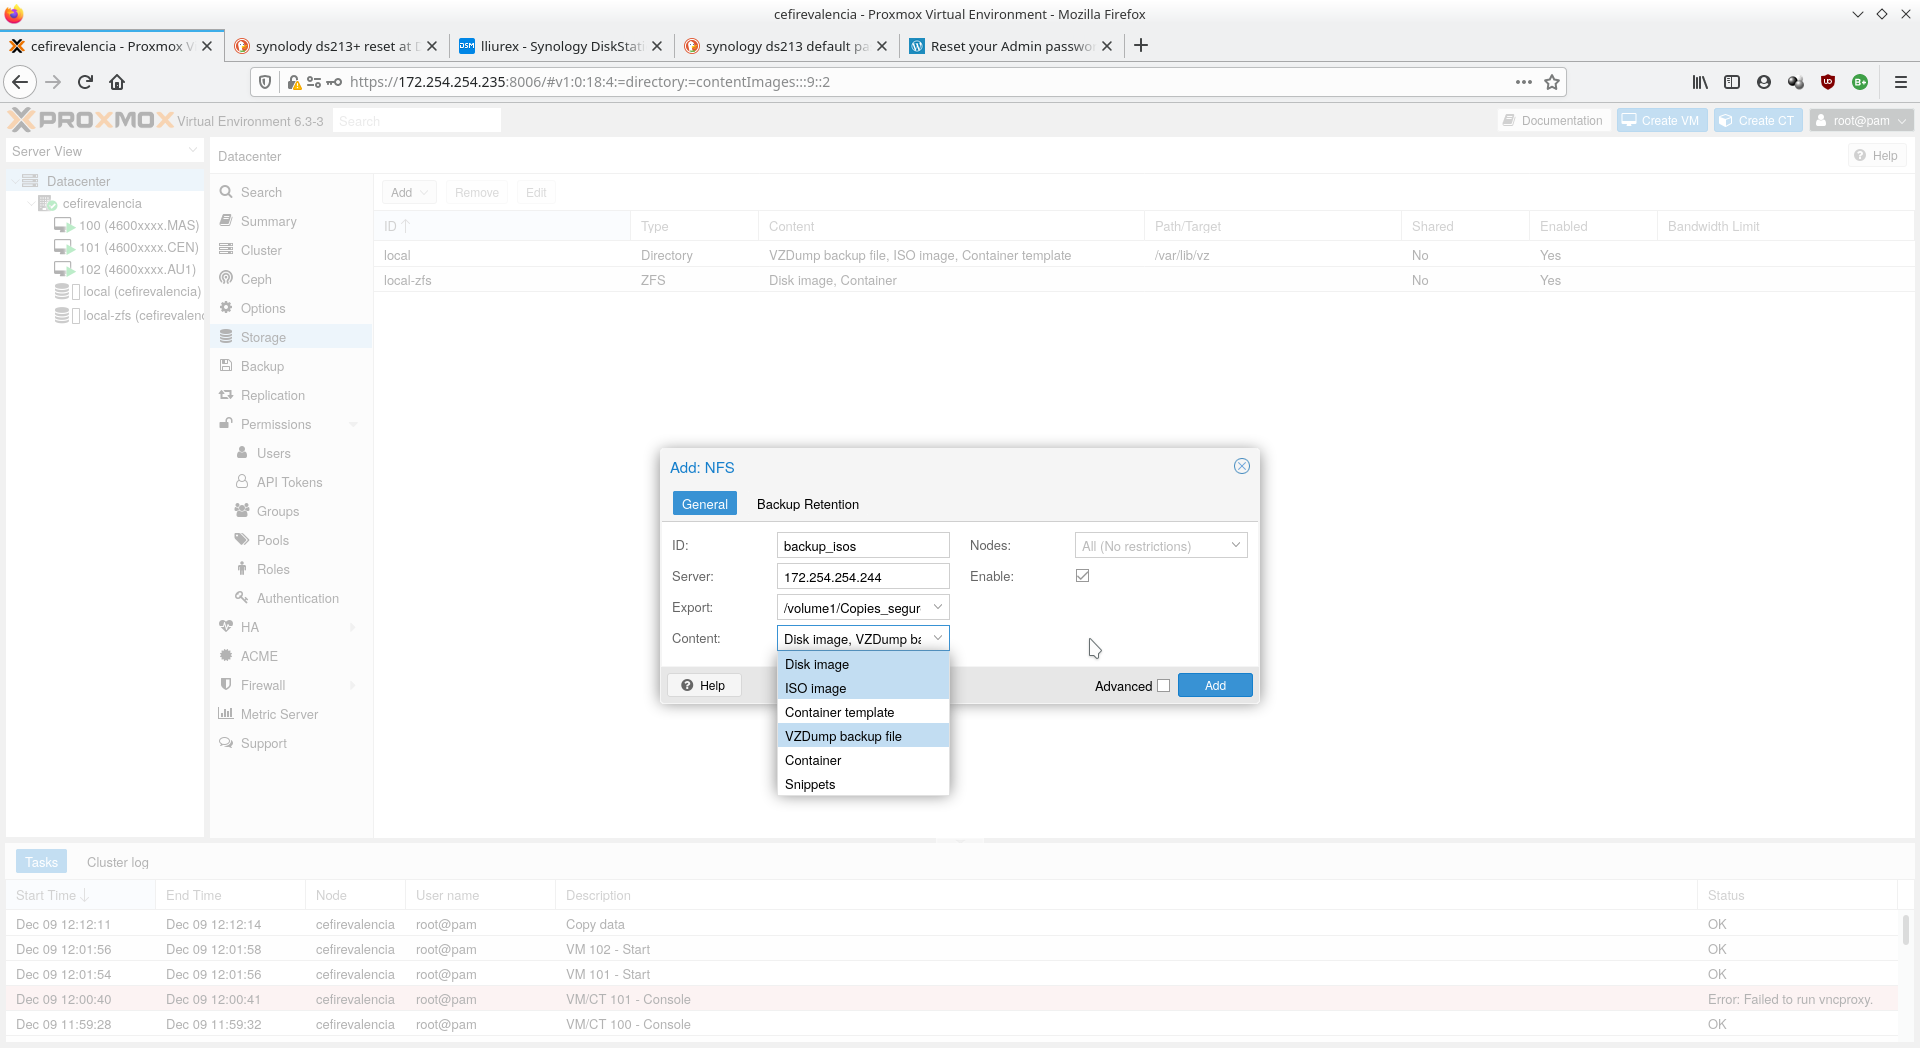 cefirevalencia - Proxmox Virtual Environment - Mozilla Firefox
cefirevalencia - Proxmox V
synolody ds213+ reset at D
DSM lliurex - Synology DiskStati
synology ds213 default pa
Reset your Admin passwo
https://172.254.254.235:8006/#v1:0:18:4:=directory:=contentImages:::9::2
PROXMOX Virtual Environment 6.3-3 Search
Documentation Create VM Create CT root@pam
Server View
Datacenter
cefirevalencia
100 (4600xxxx.MAS)
101 (4600xxxx.CEN)
102 (4600xxxx.AU1)
local (cefirevalencia)
local-zfs (cefirevalenc
Datacenter Help
Search
Summary
Cluster
Ceph
Options
Storage
Backup
Replication
Permissions
Users
API Tokens
Groups
Pools
Roles
Authentication
HA
ACME
Firewall
Metric Server
Support
Add Remove Edit
ID Type Content Path/Target Shared Enabled Bandwidth Limit
local Directory VZDump backup file, ISO image, Container template /var/lib/vz No Yes
local-zfs ZFS Disk image, Container No Yes
Add: NFS
General Backup Retention
ID: backup_isos Nodes: All (No restrictions)
Server: 172.254.254.244 Enable:
Export: /volume1/Copies_segur
Content: Disk image, VZDump ba
Disk image
ISO image
Container template
VZDump backup file
Container
Snippets
Help Advanced Add
Tasks Cluster log
Start Time End Time Node User name Description Status
Dec 09 12:12:11 Dec 09 12:12:14 cefirevalencia root@pam Copy data OK
Dec 09 12:01:56 Dec 09 12:01:58 cefirevalencia root@pam VM 102 - Start OK
Dec 09 12:01:54 Dec 09 12:01:56 cefirevalencia root@pam VM 101 - Start OK
Dec 09 12:00:40 Dec 09 12:00:41 cefirevalencia root@pam VM/CT 101 - Console Error: Failed to run vncproxy.
Dec 09 11:59:28 Dec 09 11:59:32 cefirevalencia root@pam VM/CT 100 - Console OK